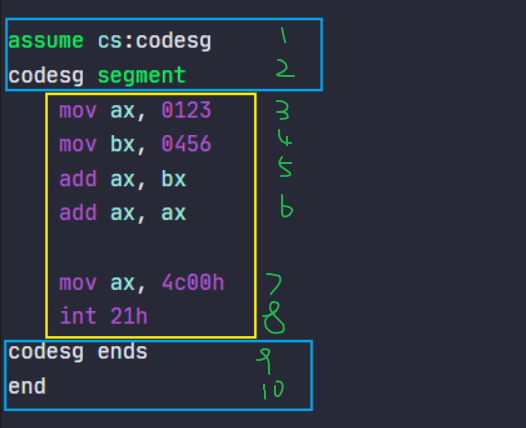 assume cs:codesg 1
codesg segment 2
mov ax, 0123 3
mov bx, 0456 4
add ax, bx 5
add ax, ax 6
mov ax, 4c00h 7
int 21h 8
codesg ends 9
end 10